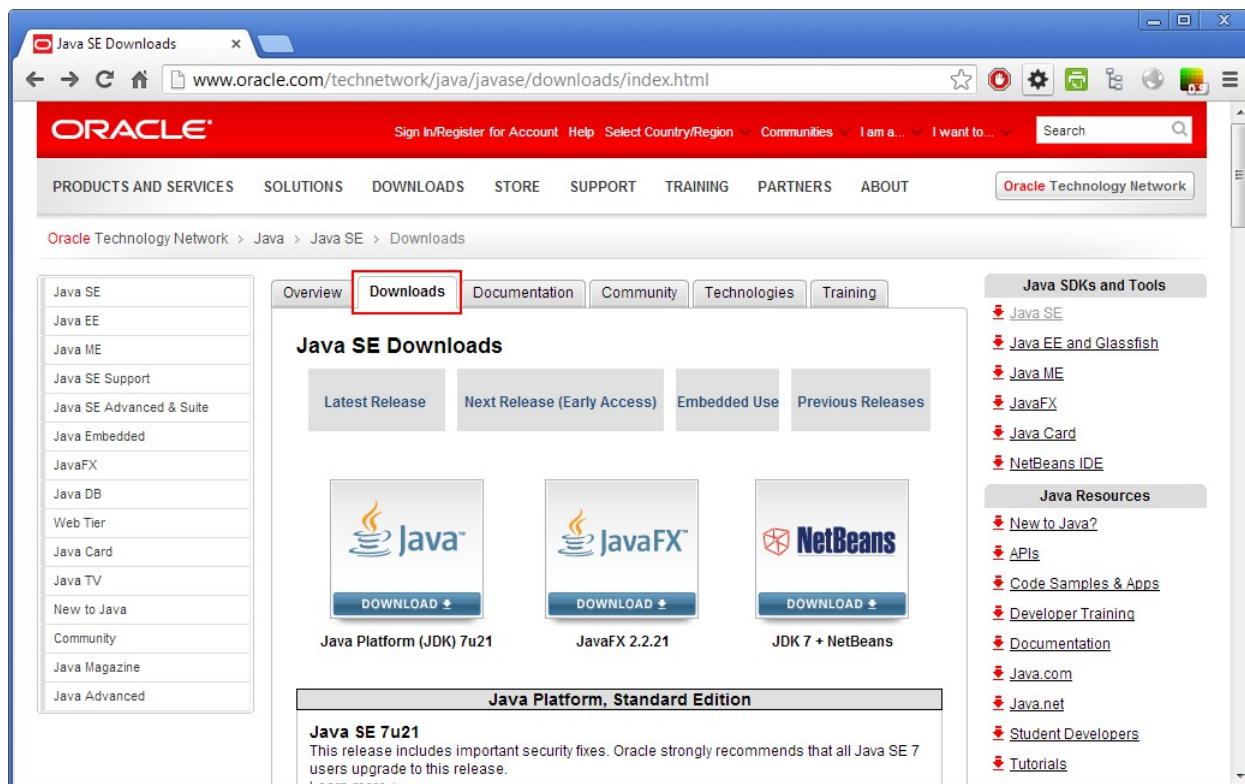 Java SE Downloads
www.oracle.com/technetwork/java/javase/downloads/index.html
ORACLE
Sign In/Register for Account Help Select Country/Region Communities I am a... I want to... Search
PRODUCTS AND SERVICES SOLUTIONS DOWNLOADS STORE SUPPORT TRAINING PARTNERS ABOUT Oracle Technology Network
Oracle Technology Network > Java > Java SE > Downloads
Java SE
Java EE
Java ME
Java SE Support
Java SE Advanced & Suite
Java Embedded
JavaFX
Java DB
Web Tier
Java Card
Java TV
New to Java
Community
Java Magazine
Java Advanced
Overview Downloads Documentation Community Technologies Training
Java SE Downloads
Latest Release Next Release (Early Access) Embedded Use Previous Releases
Java™ JavaFX™ NetBeans
DOWNLOAD DOWNLOAD DOWNLOAD
Java Platform (JDK) 7u21 JavaFX 2.2.21 JDK 7 + NetBeans
Java Platform, Standard Edition
Java SE 7u21
This release includes important security fixes. Oracle strongly recommends that all Java SE 7
users upgrade to this release.
Java SDKs and Tools
Java SE
Java EE and Glassfish
Java ME
JavaFX
Java Card
NetBeans IDE
Java Resources
New to Java?
APIs
Code Samples & Apps
Developer Training
Documentation
Java.com
Java.net
Student Developers
Tutorials